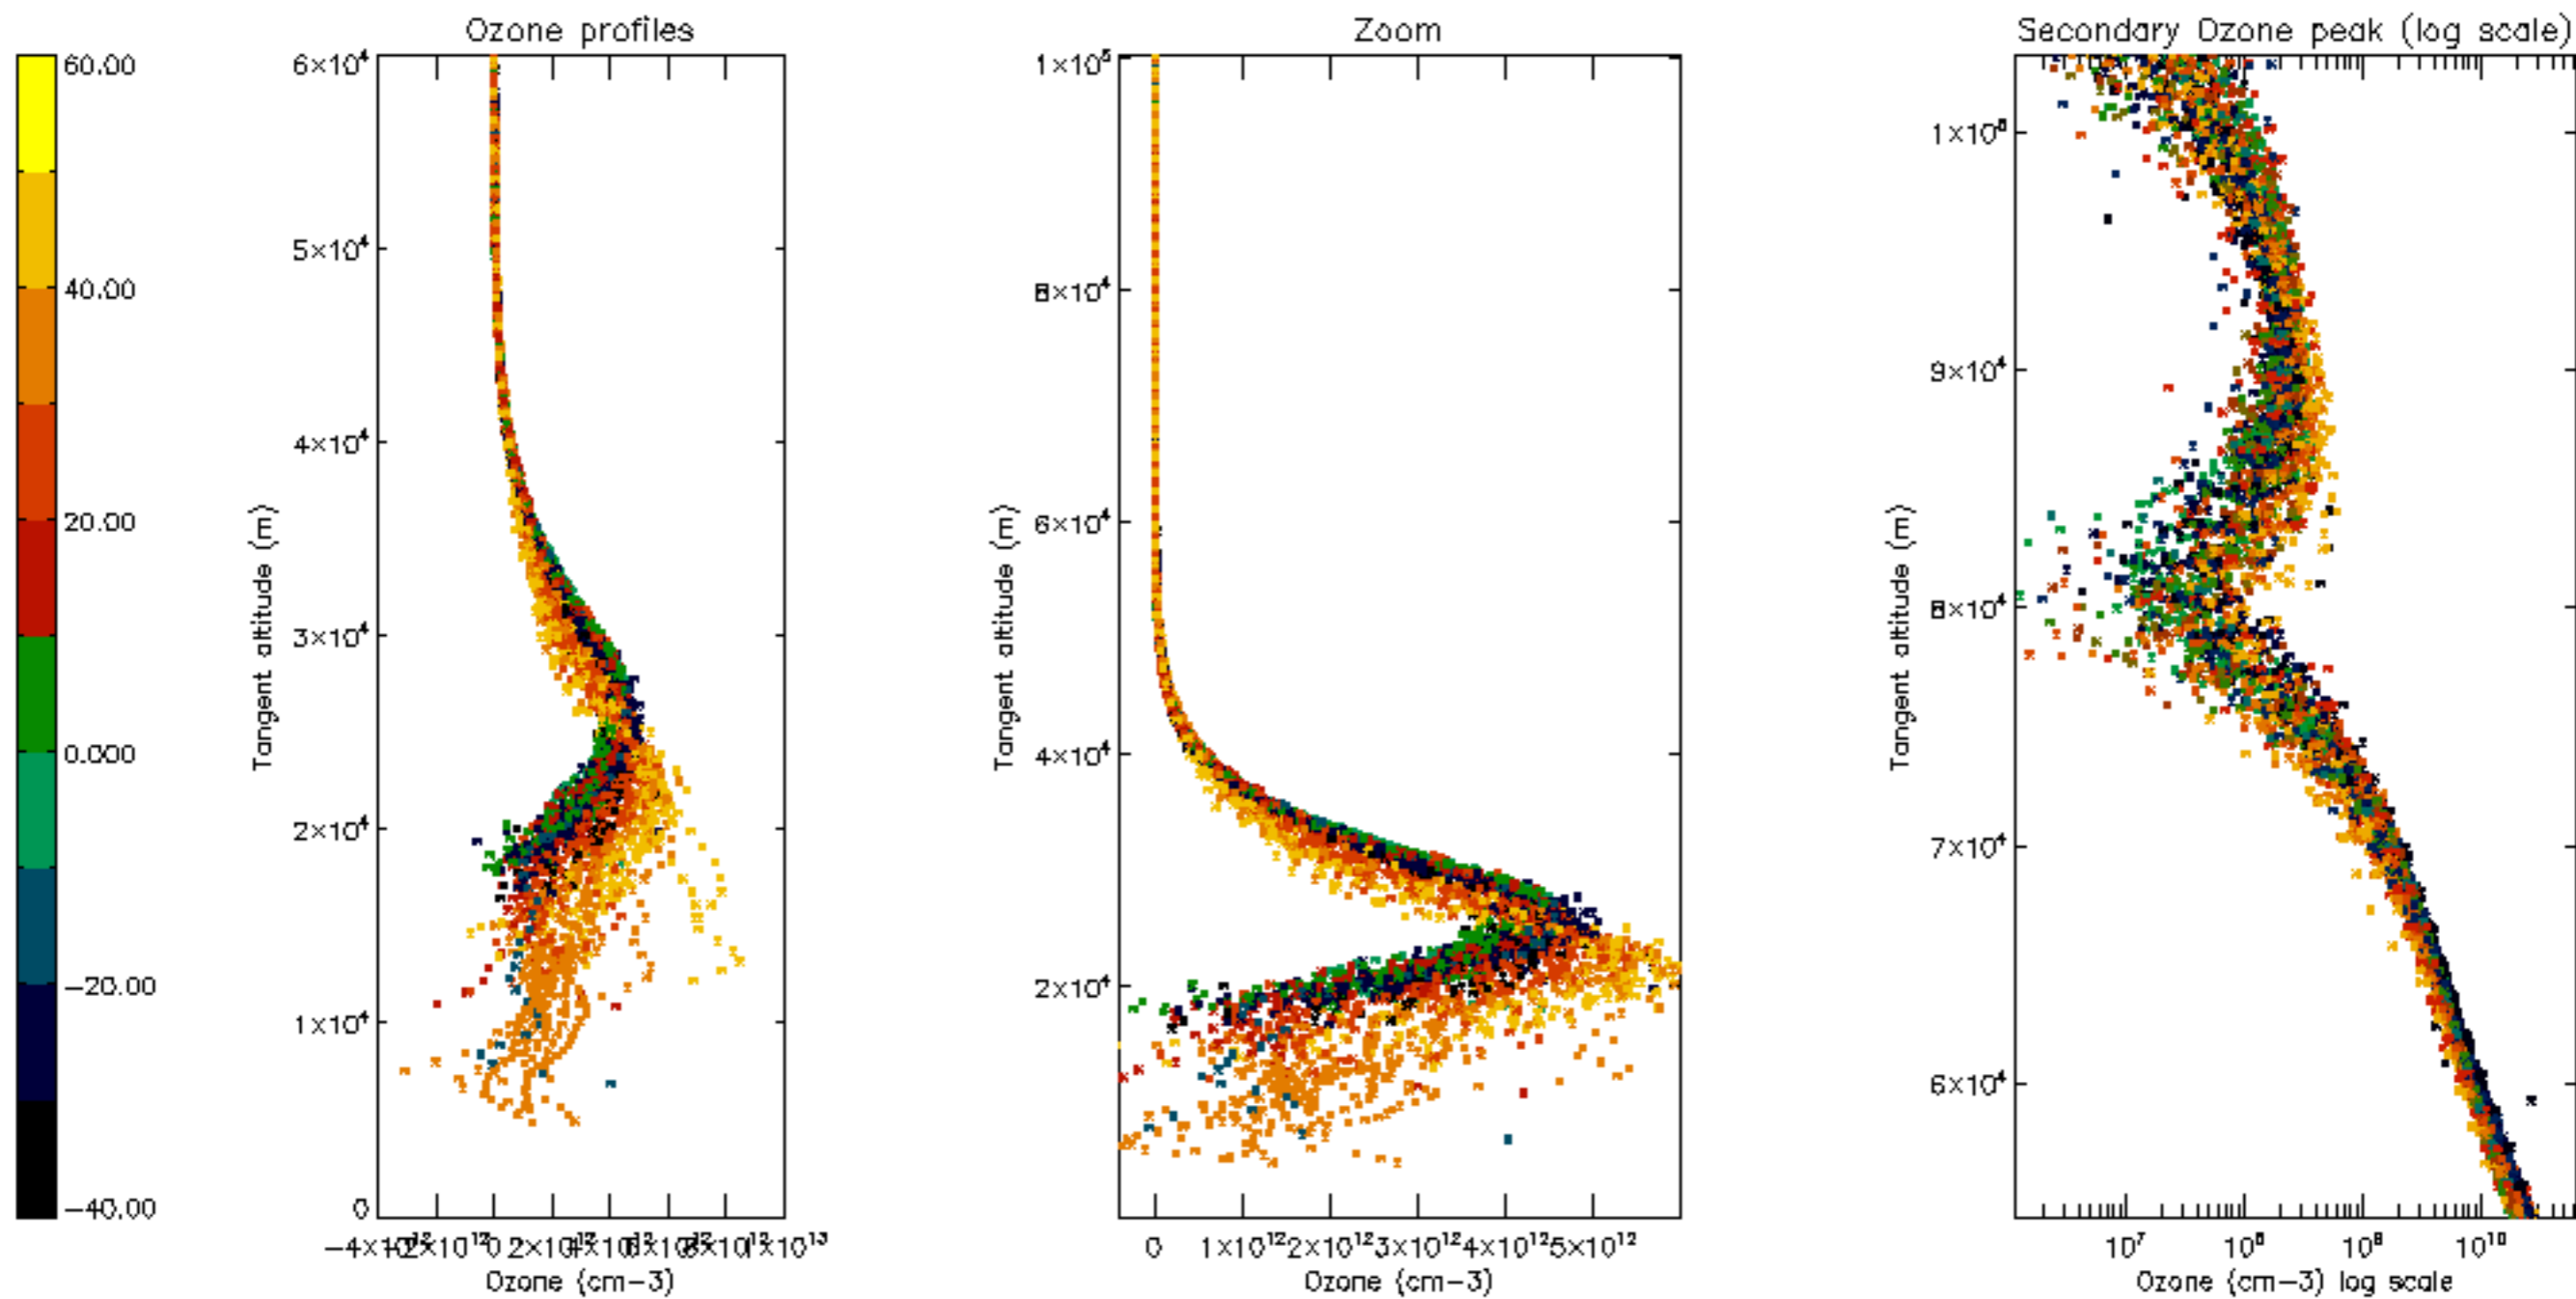 Ozone profiles
Zoom
Secondary Ozone peak (log scale)
60.00
40.00
20.00
0.000
−20.00
−40.00
Tangent altitude (m)
6×10⁴
5×10⁴
4×10⁴
3×10⁴
2×10⁴
1×10⁴
0
0
1×10¹³
Ozone (cm−3)
Tangent altitude (m)
1×10⁵
8×10⁴
6×10⁴
4×10⁴
2×10⁴
0 1×10¹² 2×10¹² 3×10¹² 4×10¹² 5×10¹²
Ozone (cm−3)
Tangent altitude (m)
9×10⁴
8×10⁴
7×10⁴
6×10⁴
10⁷ 10⁸ 10⁹ 10¹⁰
Ozone (cm−3) log scale